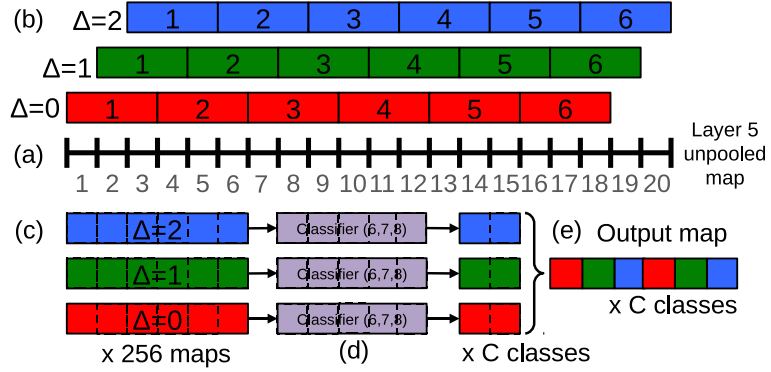 (b)
Δ=2 1 2 3 4 5 6
Δ=1 1 2 3 4 5 6
Δ=0 1 2 3 4 5 6
(a)
Layer 5
unpooled
map
1 2 3 4 5 6 7 8 9 10 11 12 13 14 15 16 17 18 19 20
(c)
Δ=2 Classifier (6,7,8)
Δ=1 Classifier (6,7,8)
Δ=0 Classifier (6,7,8)
x 256 maps
(d)
x C classes
(e)
Output map
x C classes